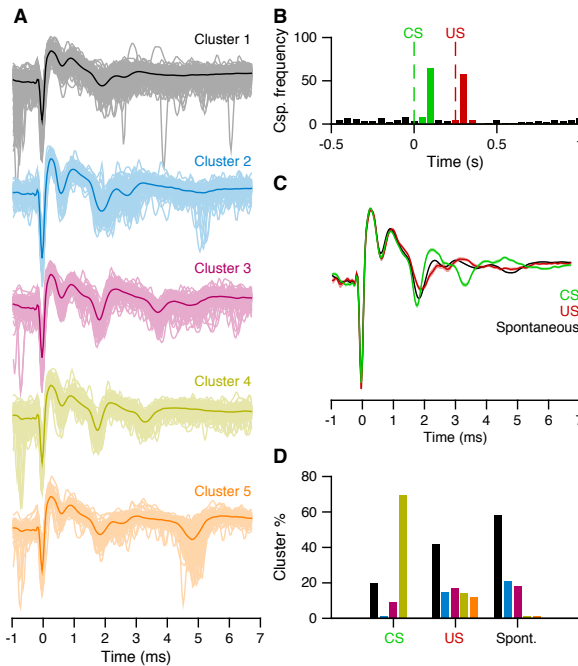 A
Cluster 1
Cluster 2
Cluster 3
Cluster 4
Cluster 5
-1 0 1 2 3 4 5 6 7
Time (ms)
B
CS US
Csp. frequency
100
50
0
-0.5 0 0.5 1
Time (s)
C
CS
US
Spontaneous
-1 0 1 2 3 4 5 6 7
Time (ms)
D
Cluster %
80
60
40
20
0
CS US Spont.